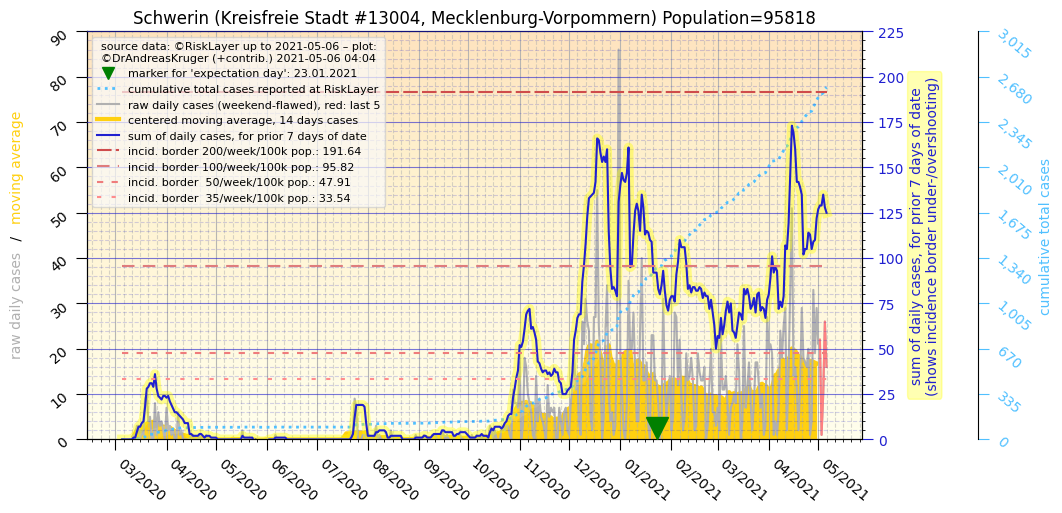 Schwerin (Kreisfreie Stadt #13004, Mecklenburg-Vorpommern) Population=95818
source data: ©RiskLayer up to 2021-05-06 – plot:
©DrAndreasKruger (+contrib.) 2021-05-06 04:04
marker for 'expectation day': 23.01.2021
cumulative total cases reported at RiskLayer
raw daily cases (weekend-flawed), red: last 5
centered moving average, 14 days cases
sum of daily cases, for prior 7 days of date
incid. border 200/week/100k pop.: 191.64
incid. border 100/week/100k pop.: 95.82
incid. border  50/week/100k pop.: 47.91
incid. border  35/week/100k pop.: 33.54
raw daily cases / moving average
90
80
70
60
50
40
30
20
10
0
03/2020
04/2020
05/2020
06/2020
07/2020
08/2020
09/2020
10/2020
11/2020
12/2020
01/2021
02/2021
03/2021
04/2021
05/2021
225
200
175
150
125
100
75
50
25
0
sum of daily cases, for prior 7 days of date
(shows incidence border under-/overshooting)
3,015
2,680
2,345
2,010
1,675
1,340
1,005
670
335
0
cumulative total cases